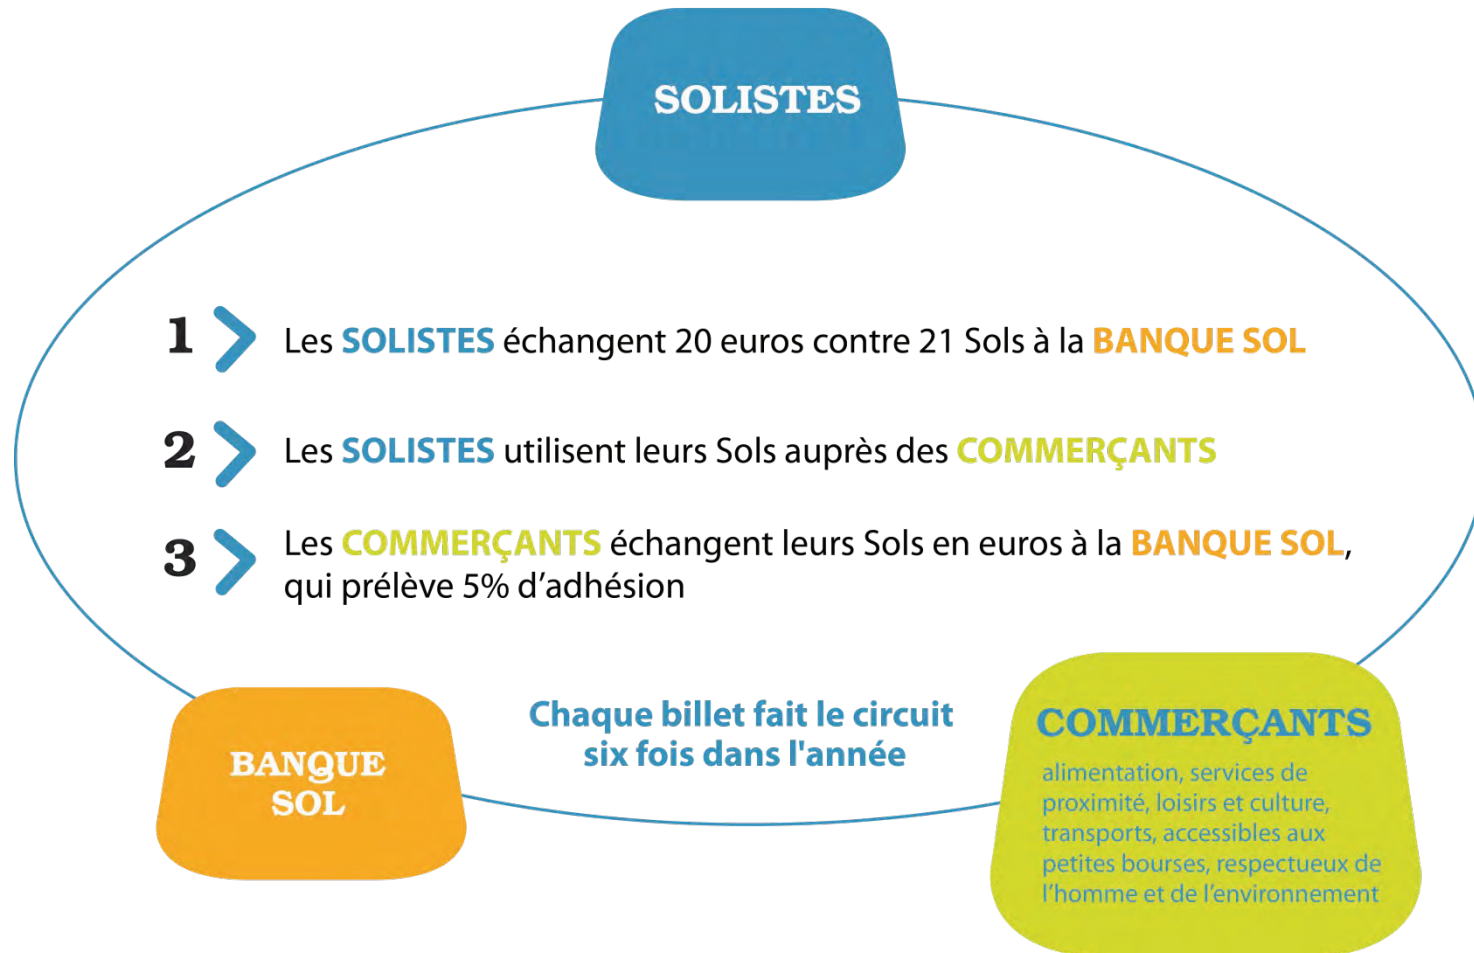 SOLISTES
1 Les SOLISTES échangent 20 euros contre 21 Sols à la BANQUE SOL
2 Les SOLISTES utilisent leurs Sols auprès des COMMERÇANTS
3 Les COMMERÇANTS échangent leurs Sols en euros à la BANQUE SOL,
qui prélève 5% d’adhésion
Chaque billet fait le circuit
six fois dans l'année
BANQUE
SOL
COMMERÇANTS
alimentation, services de
proximité, loisirs et culture,
transports, accessibles aux
petites bourses, respectueux de
l’homme et de l’environnement